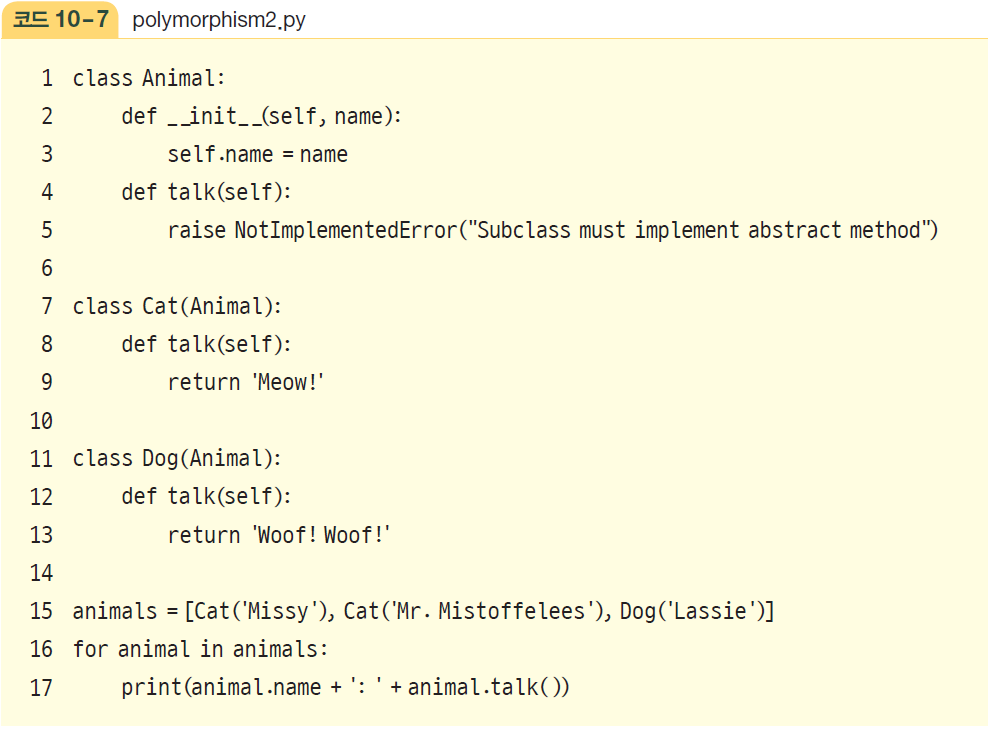 코드 10-7 polymorphism2.py
1 class Animal:
2     def __init__(self, name):
3         self.name = name
4     def talk(self):
5         raise NotImplementedError("Subclass must implement abstract method")
6
7 class Cat(Animal):
8     def talk(self):
9         return 'Meow!'
10
11 class Dog(Animal):
12     def talk(self):
13         return 'Woof! Woof!'
14
15 animals = [Cat('Missy'), Cat('Mr. Mistoffelees'), Dog('Lassie')]
16 for animal in animals:
17     print(animal.name + ': ' + animal.talk())